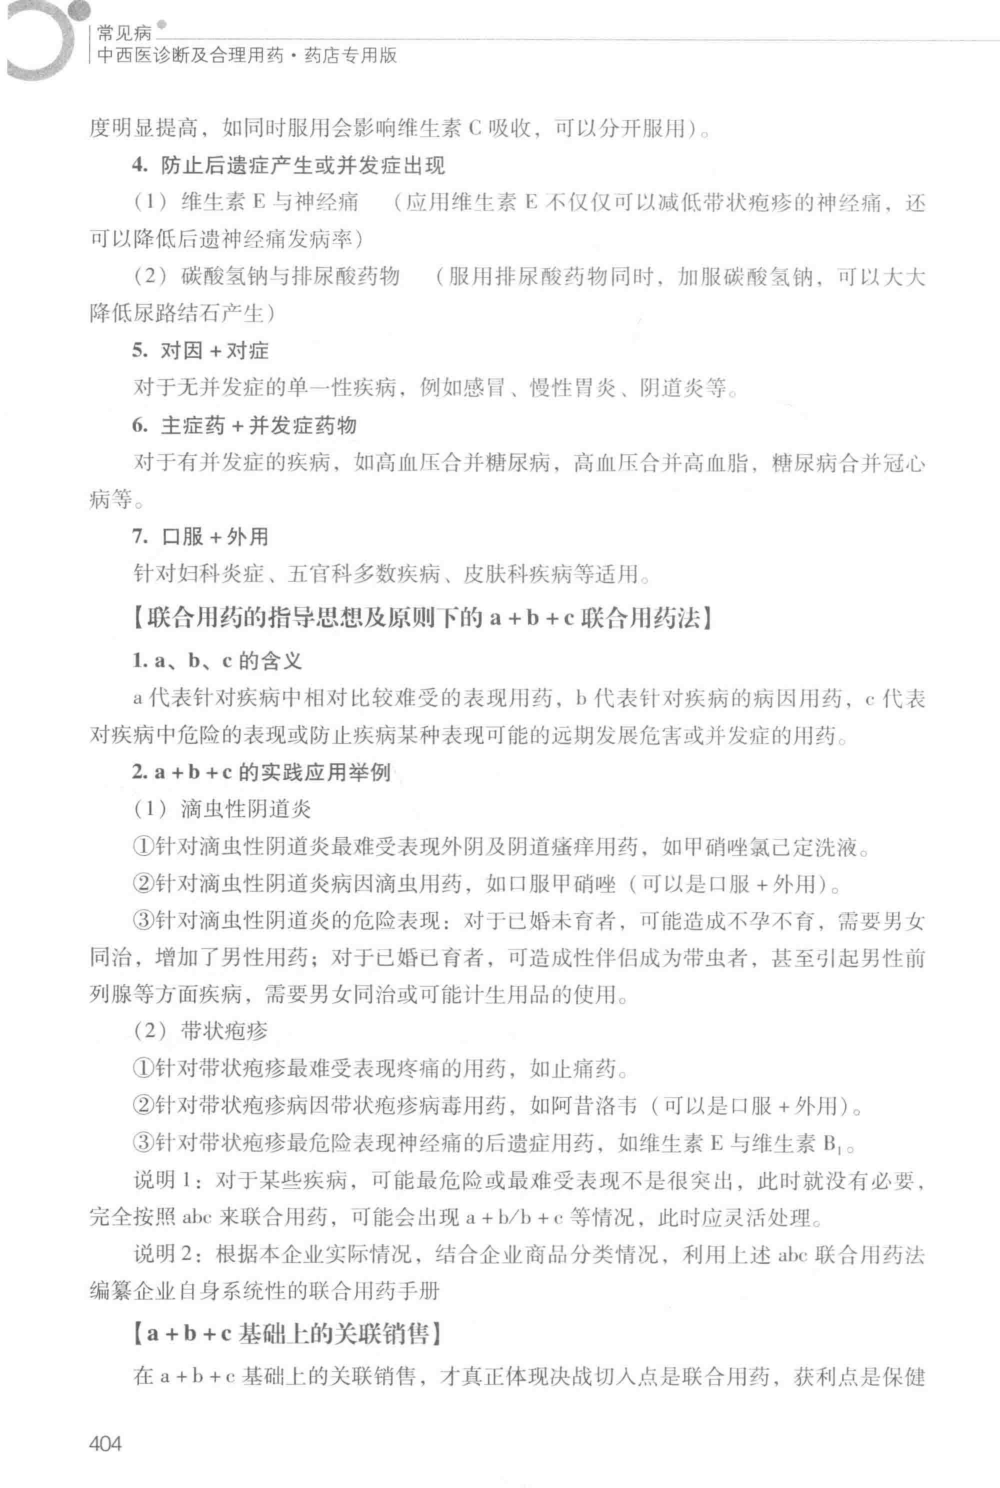 常见病
中西医诊断及合理用药·药店专用版
度明显提高，如同时服用会影响维生素 C 吸收，可以分开服用）。
4. 防止后遗症产生或并发症出现
（1）维生素 E 与神经痛 （应用维生素 E 不仅仅可以减低带状疱疹的神经痛，还
可以降低后遗神经痛发病率）
（2）碳酸氢钠与排尿酸药物 （服用排尿酸药物同时，加服碳酸氢钠，可以大大
降低尿路结石产生）
5. 对因 + 对症
对于无并发症的单一性疾病，例如感冒、慢性胃炎、阴道炎等。
6. 主症药 + 并发症药物
对于有并发症的疾病，如高血压合并糖尿病，高血压合并高血脂，糖尿病合并冠心
病等。
7. 口服 + 外用
针对妇科炎症、五官科多数疾病、皮肤科疾病等适用。
【联合用药的指导思想及原则下的 a + b + c 联合用药法】
1. a、b、c 的含义
a 代表针对疾病中相对比较难受的表现用药，b 代表针对疾病的病因用药，c 代表
对疾病中危险的表现或防止疾病某种表现可能的远期发展危害或并发症的用药。
2. a + b + c 的实践应用举例
（1）滴虫性阴道炎
①针对滴虫性阴道炎最难受表现外阴及阴道瘙痒用药，如甲硝唑氯己定洗液。
②针对滴虫性阴道炎病因滴虫用药，如口服甲硝唑（可以是口服 + 外用）。
③针对滴虫性阴道炎的危险表现：对于已婚未育者，可能造成不孕不育，需要男女
同治，增加了男性用药；对于已婚已育者，可造成性伴侣成为带虫者，甚至引起男性前
列腺等方面疾病，需要男女同治或可能计生用品的使用。
（2）带状疱疹
①针对带状疱疹最难受表现疼痛的用药，如止痛药。
②针对带状疱疹病因带状疱疹病毒用药，如阿昔洛韦（可以是口服 + 外用）。
③针对带状疱疹最危险表现神经痛的后遗症用药，如维生素 E 与维生素 B₁。
说明 1：对于某些疾病，可能最危险或最难受表现不是很突出，此时就没有必要，
完全按照 abc 来联合用药，可能会出现 a + b/b + c 等情况，此时应灵活处理。
说明 2：根据本企业实际情况，结合企业商品分类情况，利用上述 abc 联合用药法
编纂企业自身系统性的联合用药手册
【a + b + c 基础上的关联销售】
在 a + b + c 基础上的关联销售，才真正体现决战切入点是联合用药，获利点是保健
404